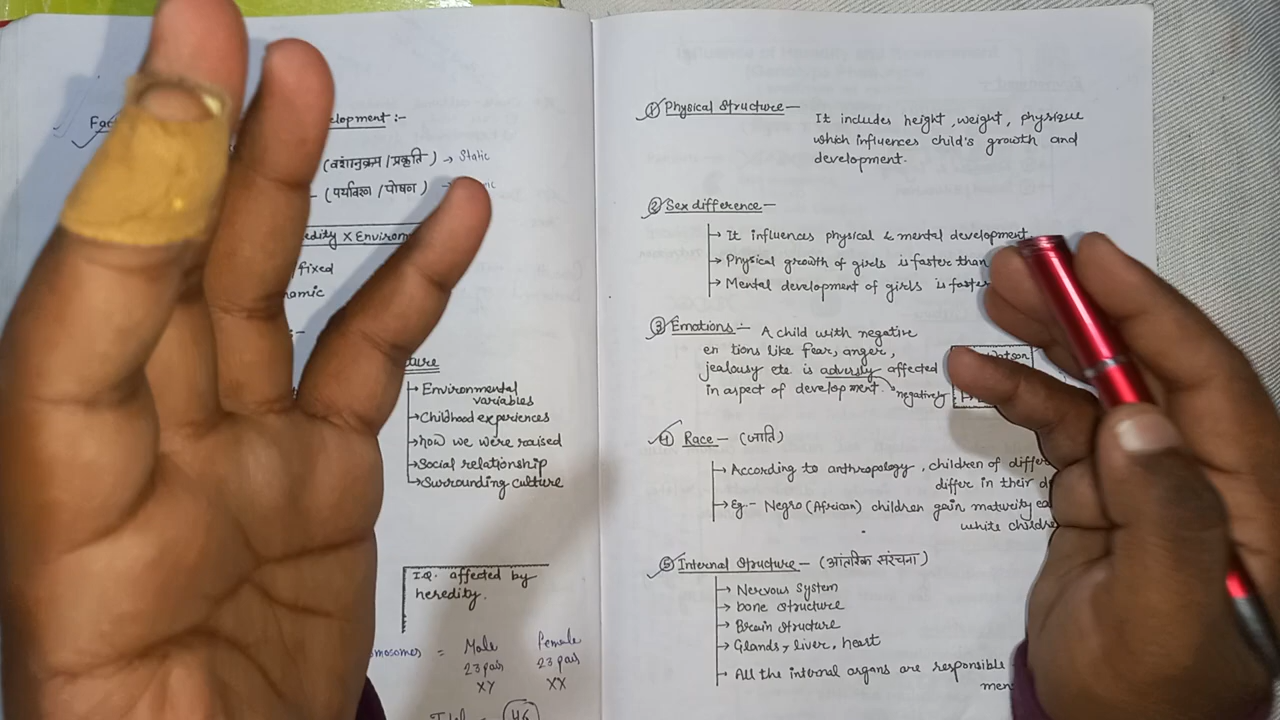 elopment :-
(वंशानुक्रम / प्रकृति) → Static
- (पर्यावरण / पोषण)
edity X Environm
fixed
namic
ture
→ Environmental
variables
→ Childhood experiences
→ how we were raised
→ Social relationship
→ Surrounding culture
I.Q. affected by
heredity.
mosomes = Male Female
23 pair 23 pair
XY XX
46
① Physical Structure —
It includes height, weight, physique
which influences child's growth and
development.
② Sex difference —
→ It influences physical & mental development
→ Physical growth of girls is faster than
→ Mental development of girls is faster
③ Emotions :- A child with negative
em tions like fear, anger,
jealousy etc is adversly affected
in aspect of development. negatively
Watson
④ Race — (जाति)
→ According to anthropology, children of differ
differ in their d
→ Eg:- Negro (African) children gain maturity ea
white childre
⑤ Internal Structure — (आंतरिक संरचना)
→ Nervous System
→ bone structure
→ Brain structure
→ Glands, liver, heart
→ All the internal organs are responsible
men